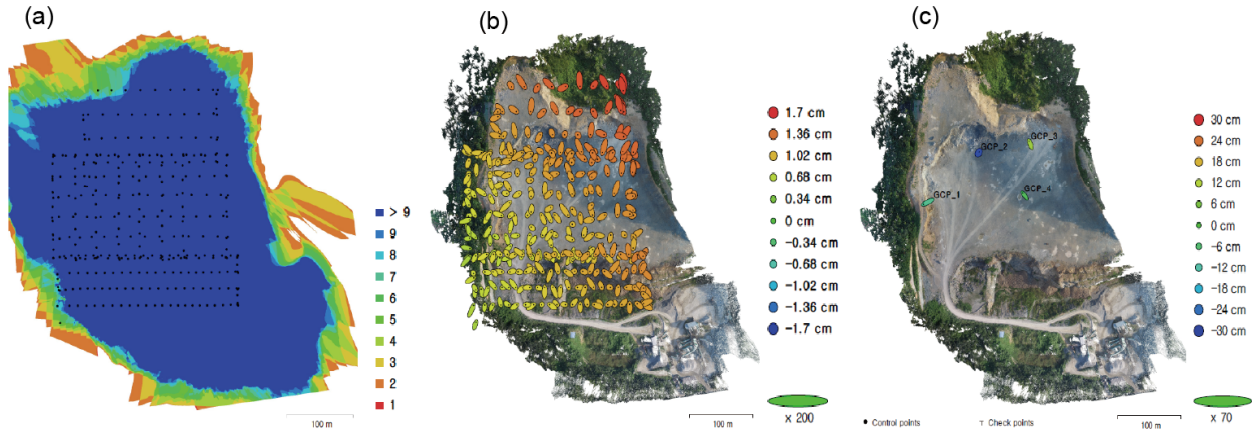 (a)
> 9
9
8
7
6
5
4
3
2
1
100 m
(b)
1.7 cm
1.36 cm
1.02 cm
0.68 cm
0.34 cm
0 cm
-0.34 cm
-0.68 cm
-1.02 cm
-1.36 cm
-1.7 cm
100 m
x 200
(c)
GCP_3
GCP_2
GCP_1
GCP_4
30 cm
24 cm
18 cm
12 cm
6 cm
0 cm
-6 cm
-12 cm
-18 cm
-24 cm
-30 cm
Control points
Check points
100 m
x 70